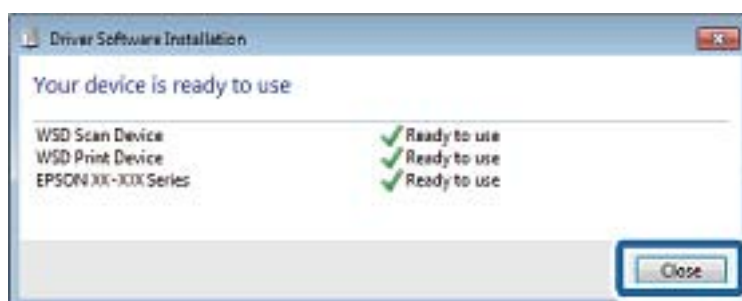 Driver Software Installation
Your device is ready to use
WSD Scan Device Ready to use
WSD Print Device Ready to use
EPSON XX-XXX Series Ready to use
Close